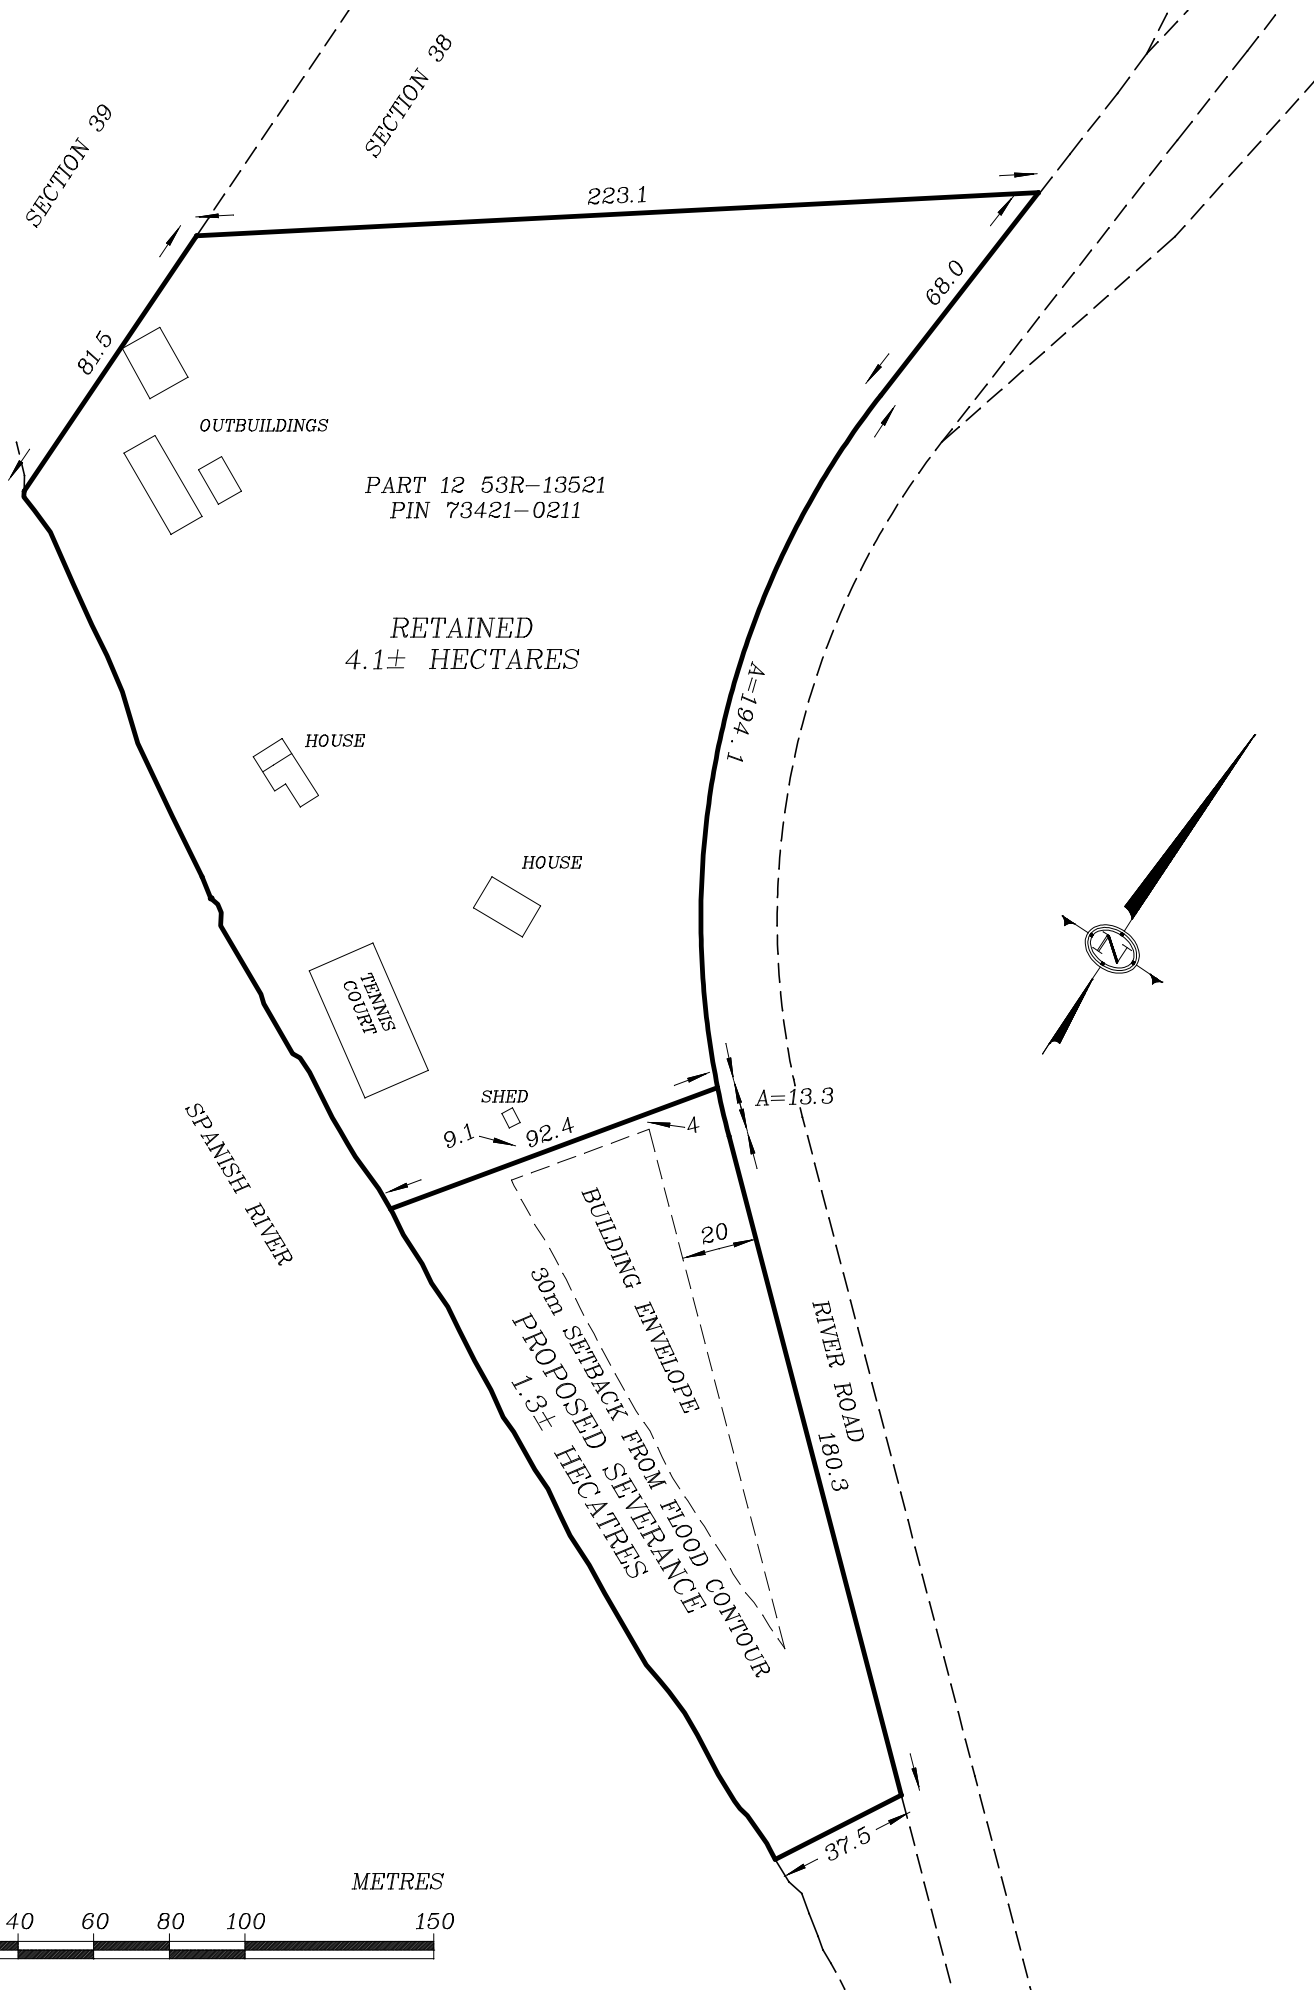 SECTION 39
SECTION 38
223.1
68.0
81.5
OUTBUILDINGS
PART 12 53R-13521
PIN 73421-0211
RETAINED
4.1± HECTARES
A=194.1
HOUSE
HOUSE
N
TENNIS
COURT
SHED
A=13.3
9.1
92.4
4
SPANISH RIVER
BUILDING ENVELOPE
20
30m SETBACK FROM FLOOD CONTOUR
PROPOSED SEVERANCE
1.3± HECATRES
RIVER ROAD
180.3
37.5
METRES
40 60 80 100 150